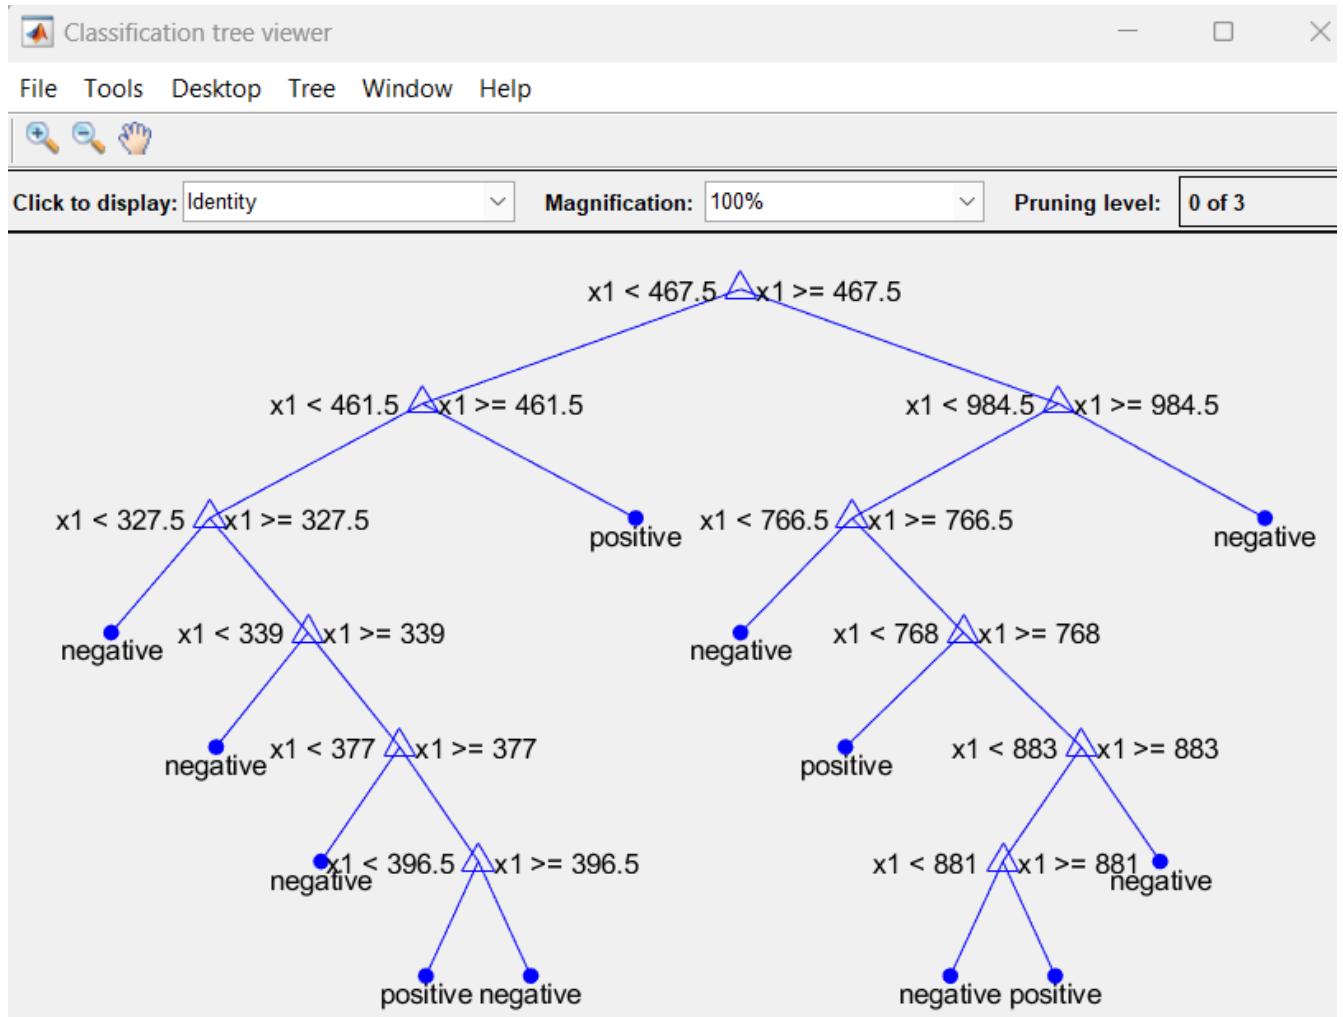 Classification tree viewer
File Tools Desktop Tree Window Help
Click to display: Identity Magnification: 100% Pruning level: 0 of 3
x1 < 467.5 x1 >= 467.5
x1 < 461.5 x1 >= 461.5 x1 < 984.5 x1 >= 984.5
x1 < 327.5 x1 >= 327.5 positive x1 < 766.5 x1 >= 766.5 negative
negative x1 < 339 x1 >= 339 negative x1 < 768 x1 >= 768
negative x1 < 377 x1 >= 377 positive x1 < 883 x1 >= 883
negative x1 < 396.5 x1 >= 396.5 x1 < 881 x1 >= 881 negative
positive negative negative positive